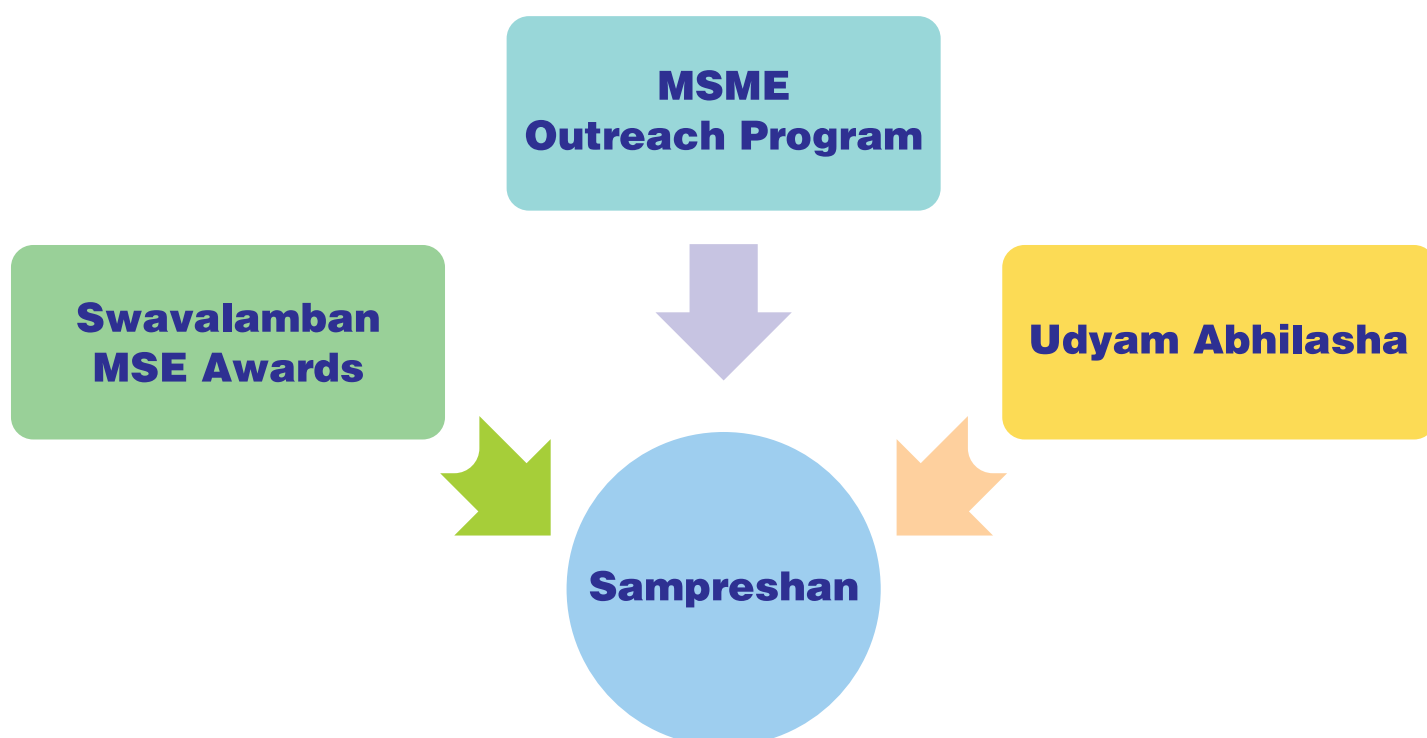 MSME
Outreach Program
Swavalamban
MSE Awards
Udyam Abhilasha
Sampreshan